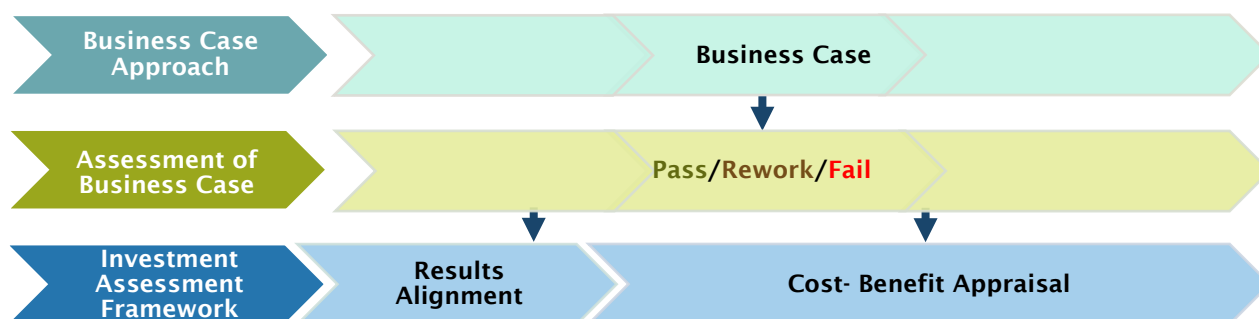 Business Case
Approach
Business Case
Assessment of
Business Case
Pass/Rework/Fail
Investment
Assessment
Framework
Results
Alignment
Cost- Benefit Appraisal